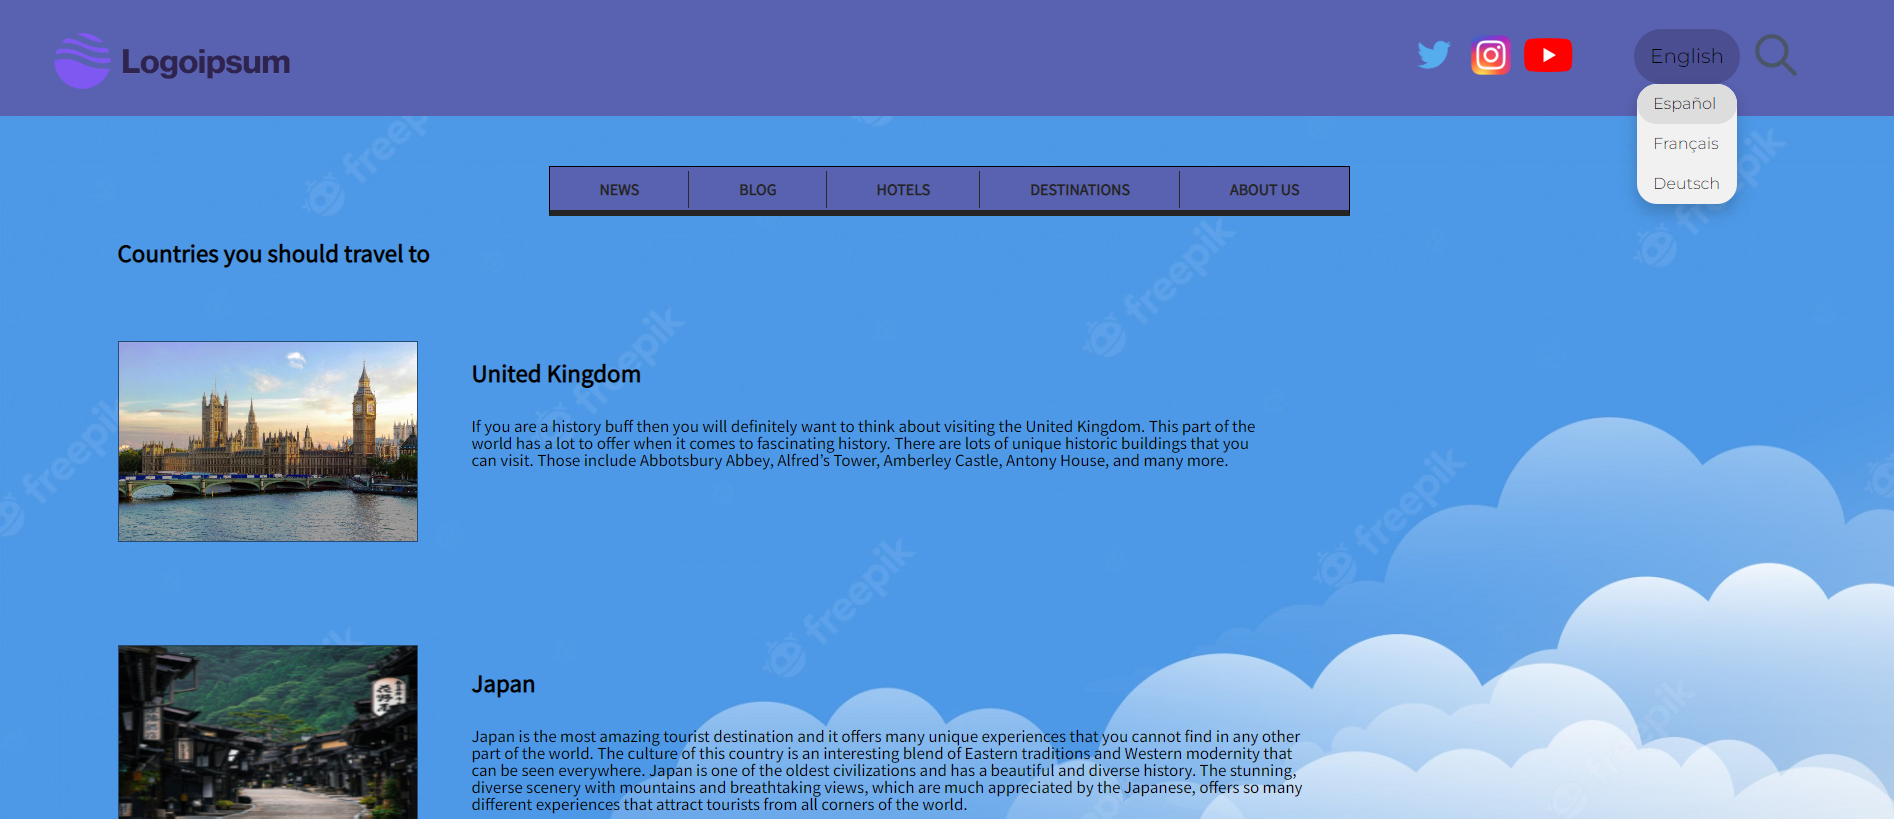 Logoipsum
English
Español
Français
Deutsch
NEWS
BLOG
HOTELS
DESTINATIONS
ABOUT US
Countries you should travel to
United Kingdom
If you are a history buff then you will definitely want to think about visiting the United Kingdom. This part of the
world has a lot to offer when it comes to fascinating history. There are lots of unique historic buildings that you
can visit. Those include Abbotsbury Abbey, Alfred's Tower, Amberley Castle, Antony House, and many more.
Japan
Japan is the most amazing tourist destination and it offers many unique experiences that you cannot find in any other
part of the world. The culture of this country is an interesting blend of Eastern traditions and Western modernity that
can be seen everywhere. Japan is one of the oldest civilizations and has a beautiful and diverse history. The stunning,
diverse scenery with mountains and breathtaking views, which are much appreciated by the Japanese, offers so many
different experiences that attract tourists from all corners of the world.
freepik
freepik
freepik
freepik
freepik
freepik
freepik